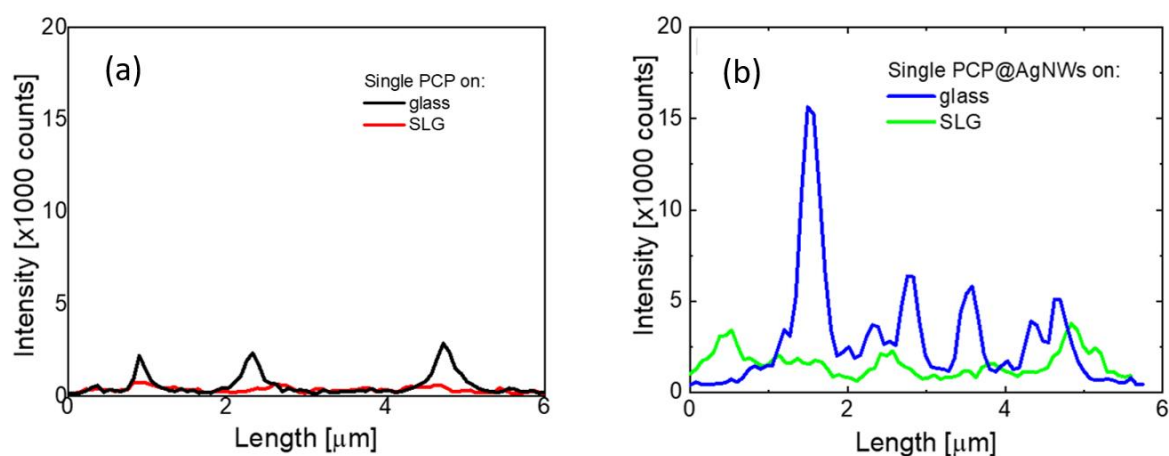 (a)
Single PCP on:
glass
SLG
20
15
10
5
0
0 2 4 6
Intensity [x1000 counts]
Length [μm]
(b)
Single PCP@AgNWs on:
glass
SLG
20
15
10
5
0
0 2 4 6
Intensity [x1000 counts]
Length [μm]